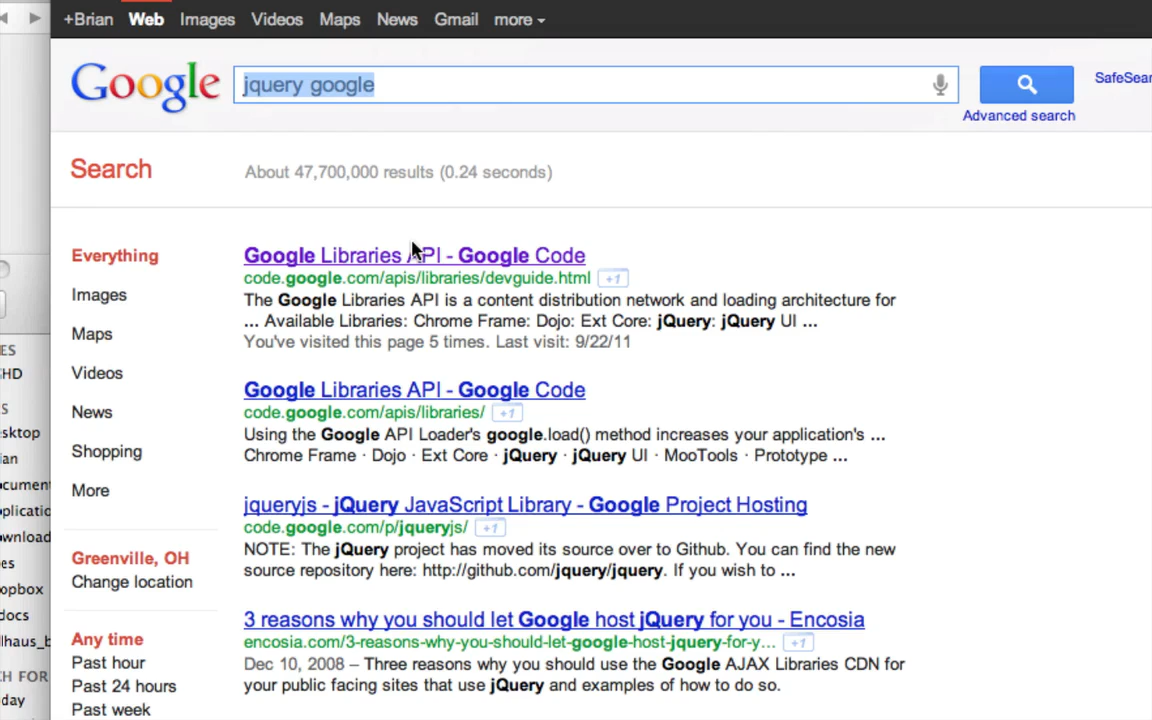 +Brian Web Images Videos Maps News Gmail more
Google jquery google SafeSear
Advanced search
Search About 47,700,000 results (0.24 seconds)
Everything
Images
Maps
Videos
News
Shopping
More
Greenville, OH
Change location
Any time
Past hour
Past 24 hours
Past week
Google Libraries API - Google Code
code.google.com/apis/libraries/devguide.html +1
The Google Libraries API is a content distribution network and loading architecture for
... Available Libraries: Chrome Frame: Dojo: Ext Core: jQuery: jQuery UI ...
You've visited this page 5 times. Last visit: 9/22/11
Google Libraries API - Google Code
code.google.com/apis/libraries/ +1
Using the Google API Loader's google.load() method increases your application's ...
Chrome Frame · Dojo · Ext Core · jQuery · jQuery UI · MooTools · Prototype ...
jqueryjs - jQuery JavaScript Library - Google Project Hosting
code.google.com/p/jqueryjs/ +1
NOTE: The jQuery project has moved its source over to Github. You can find the new
source repository here: http://github.com/jquery/jquery. If you wish to ...
3 reasons why you should let Google host jQuery for you - Encosia
encosia.com/3-reasons-why-you-should-let-google-host-jquery-for-y... +1
Dec 10, 2008 – Three reasons why you should use the Google AJAX Libraries CDN for
your public facing sites that use jQuery and examples of how to do so.